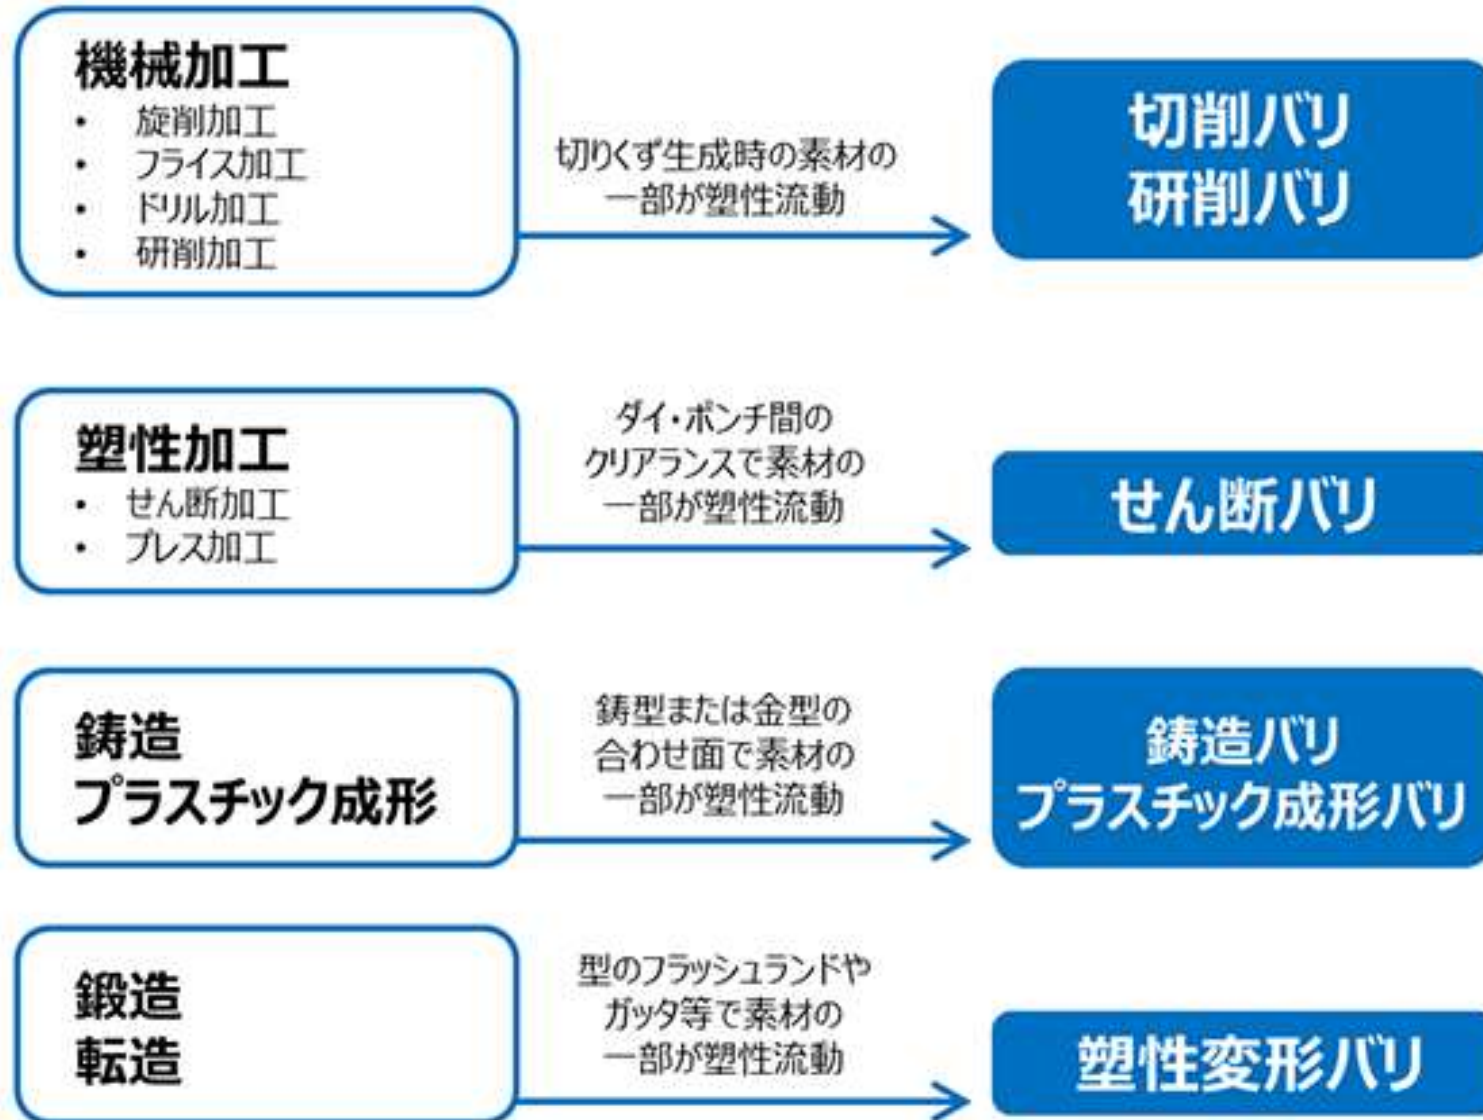 機械加工
• 旋削加工
• フライス加工
• ドリル加工
• 研削加工
切りくず生成時の素材の
一部が塑性流動
切削バリ
研削バリ
塑性加工
• せん断加工
• プレス加工
ダイ・ポンチ間の
クリアランスで素材の
一部が塑性流動
せん断バリ
鋳造
プラスチック成形
鋳型または金型の
合わせ面で素材の
一部が塑性流動
鋳造バリ
プラスチック成形バリ
鍛造
転造
型のフラッシュランドや
ガッタ等で素材の
一部が塑性流動
塑性変形バリ